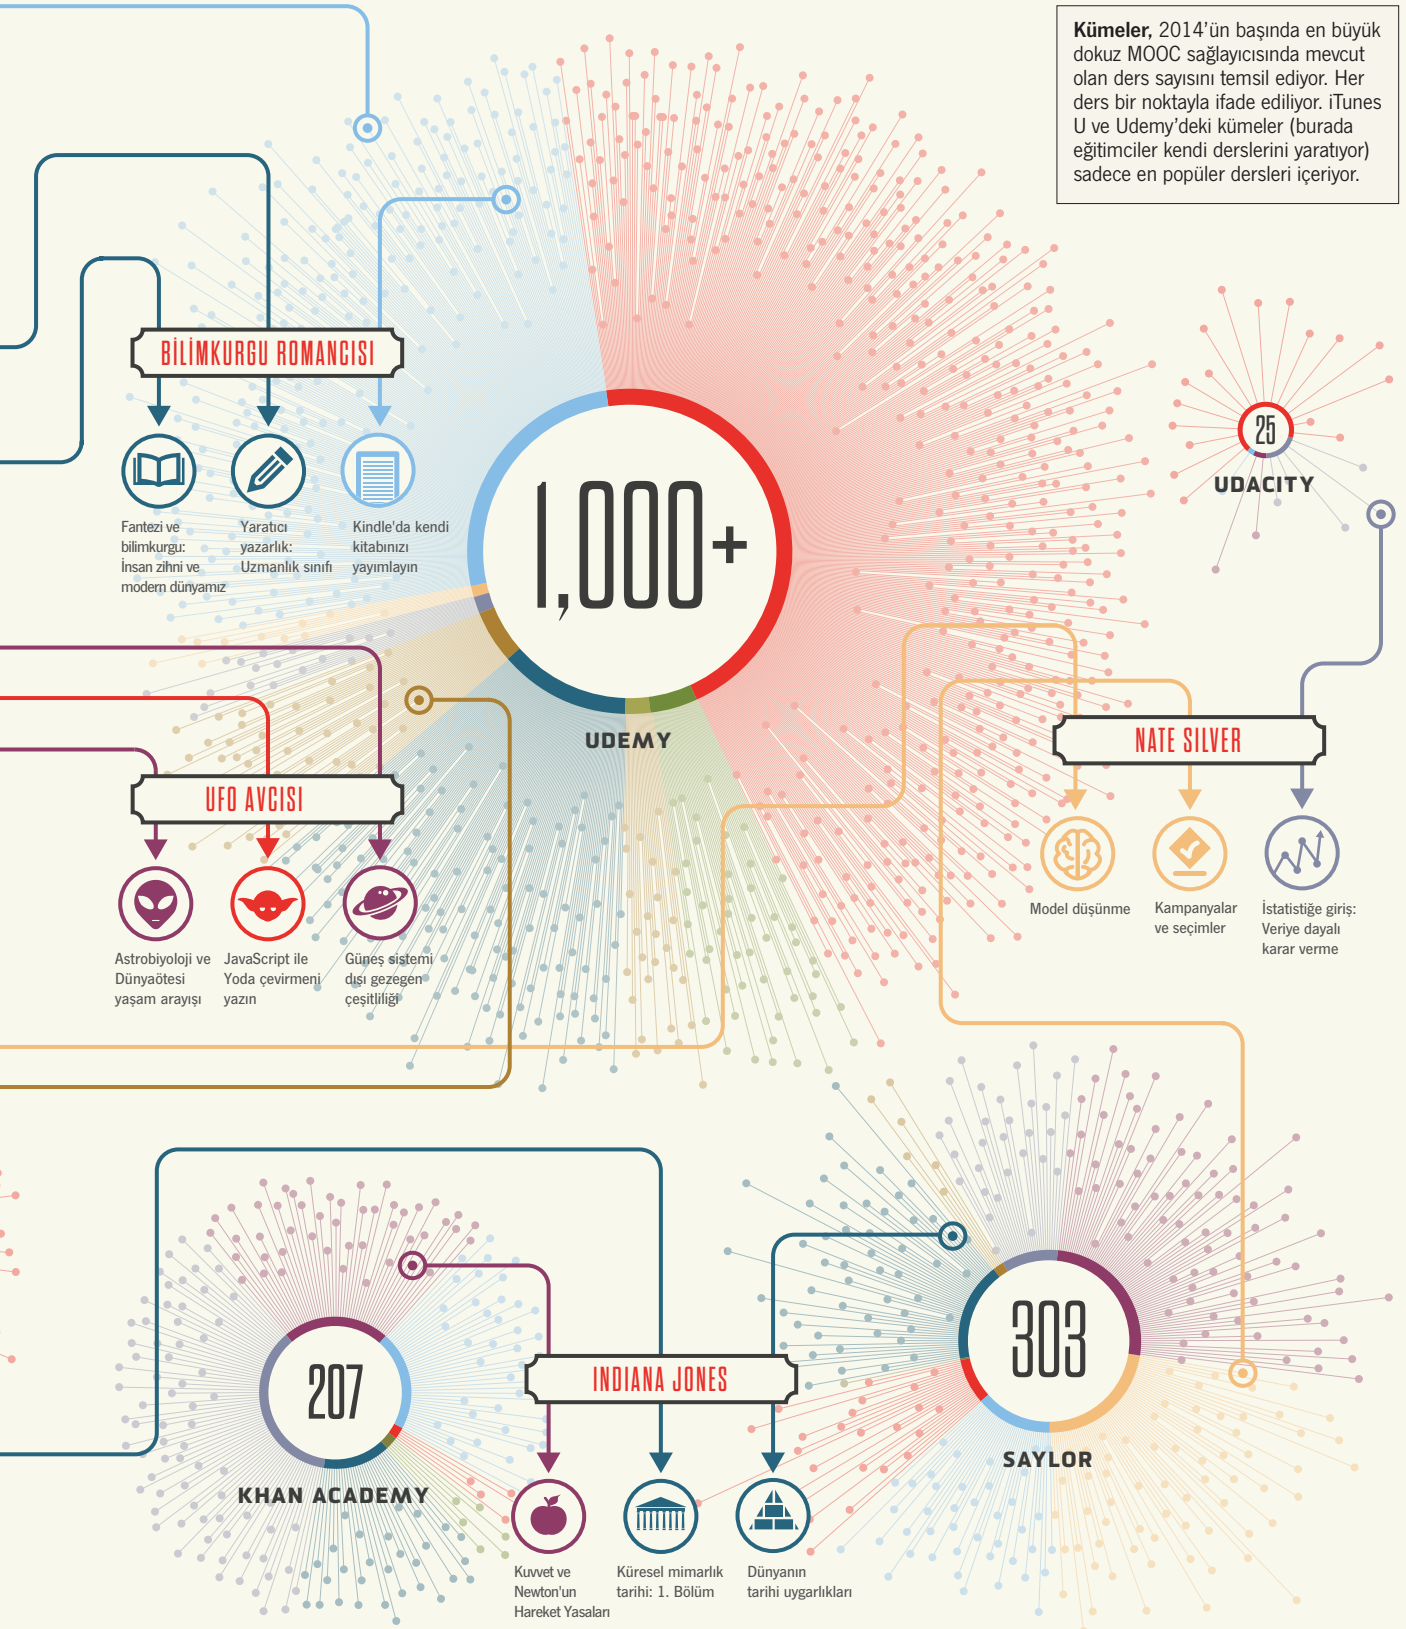 Kümeler, 2014'ün başında en büyük
dokuz MOOC sağlayıcısında mevcut
olan ders sayısını temsil ediyor. Her
ders bir noktayla ifade ediliyor. iTunes
U ve Udemy'deki kümeler (burada
eğitimciler kendi derslerini yaratıyor)
sadece en popüler dersleri içeriyor.
BİLİMKURGU ROMANCISI
Fantezi ve
bilimkurgu:
İnsan zihni ve
modern dünyamız
Yaratıcı
yazarlık:
Uzmanlık sınıfı
Kindle'da kendi
kitabınızı
yayımlayın
1,000+
UDEMY
25
UDACITY
NATE SILVER
Model düşünme
Kampanyalar
ve seçimler
İstatistiğe giriş:
Veriye dayalı
karar verme
UFO AVCISI
Astrobiyoloji ve
Dünyaötesi
yaşam arayışı
JavaScript ile
Yoda çevirmeni
yazın
Güneş sistemi
dışı gezegen
çeşitliliği
207
KHAN ACADEMY
INDIANA JONES
Kuvvet ve
Newton'un
Hareket Yasaları
Küresel mimarlık
tarihi: 1. Bölüm
Dünyanın
tarihi uygarlıkları
303
SAYLOR